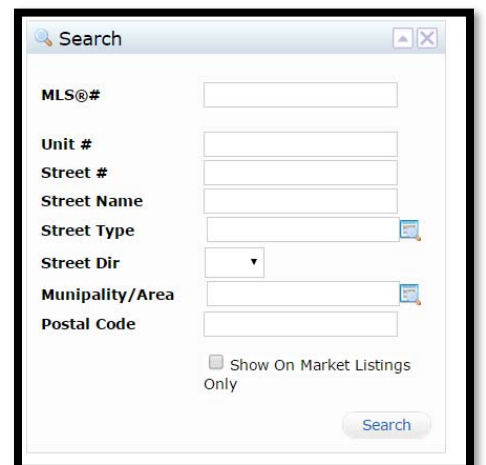 Search
MLS®#
Unit #
Street #
Street Name
Street Type
Street Dir
Munipality/Area
Postal Code
Show On Market Listings
Only
Search